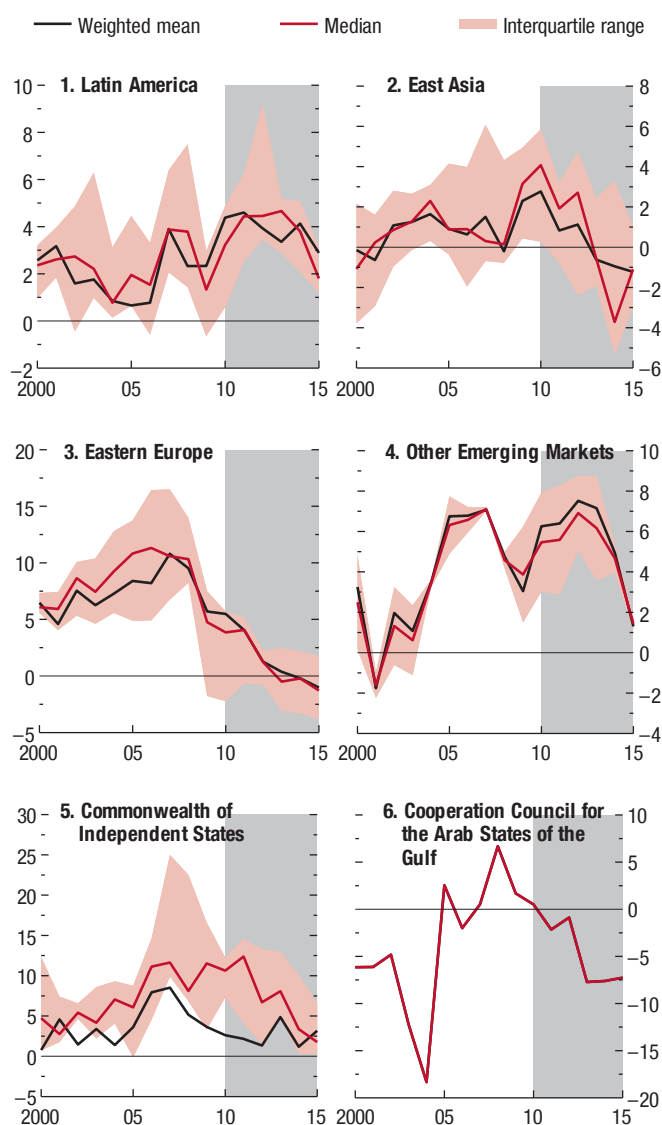 Weighted mean Median Interquartile range
1. Latin America
10
8
6
4
2
0
−2
2000 05 10 15
2. East Asia
8
6
4
2
0
−2
−4
−6
2000 05 10 15
3. Eastern Europe
20
15
10
5
0
−5
2000 05 10 15
4. Other Emerging Markets
10
8
6
4
2
0
−2
−4
2000 05 10 15
5. Commonwealth of
Independent States
30
25
20
15
10
5
0
−5
2000 05 10 15
6. Cooperation Council for
the Arab States of the
Gulf
10
5
0
−5
−10
−15
−20
2000 05 10 15